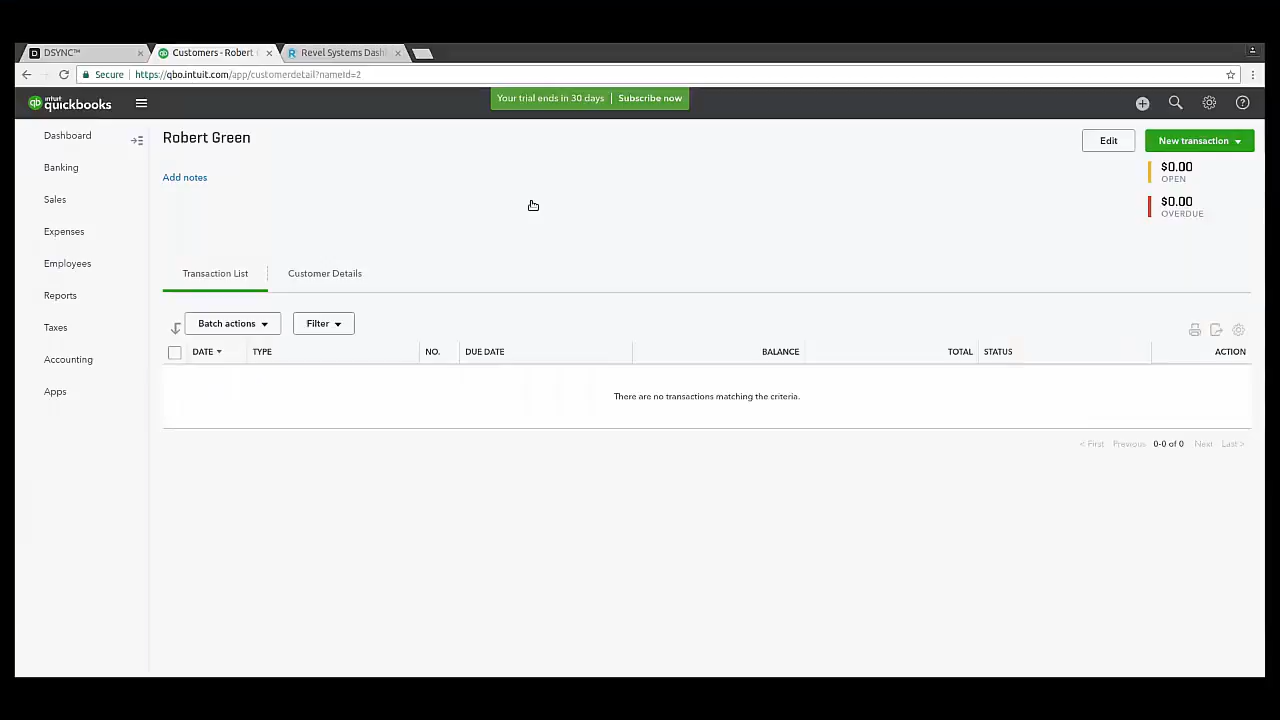 DSYNC™
Customers - Robert
Revel Systems Dash
Secure
https://qbo.intuit.com/app/customerdetail?nameId=2
intuit
quickbooks
Your trial ends in 30 days | Subscribe now
Dashboard
Banking
Sales
Expenses
Employees
Reports
Taxes
Accounting
Apps
Robert Green
Add notes
Edit
New transaction
$0.00
OPEN
$0.00
OVERDUE
Transaction List
Customer Details
Batch actions
Filter
DATE TYPE NO. DUE DATE BALANCE TOTAL STATUS ACTION
There are no transactions matching the criteria.
< First Previous 0-0 of 0 Next Last >